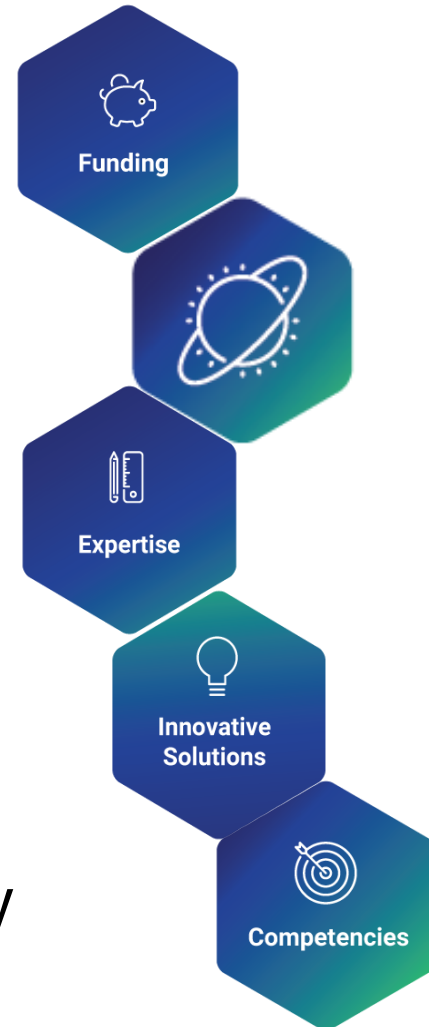 Funding
Expertise
Innovative
Solutions
y
Competencies